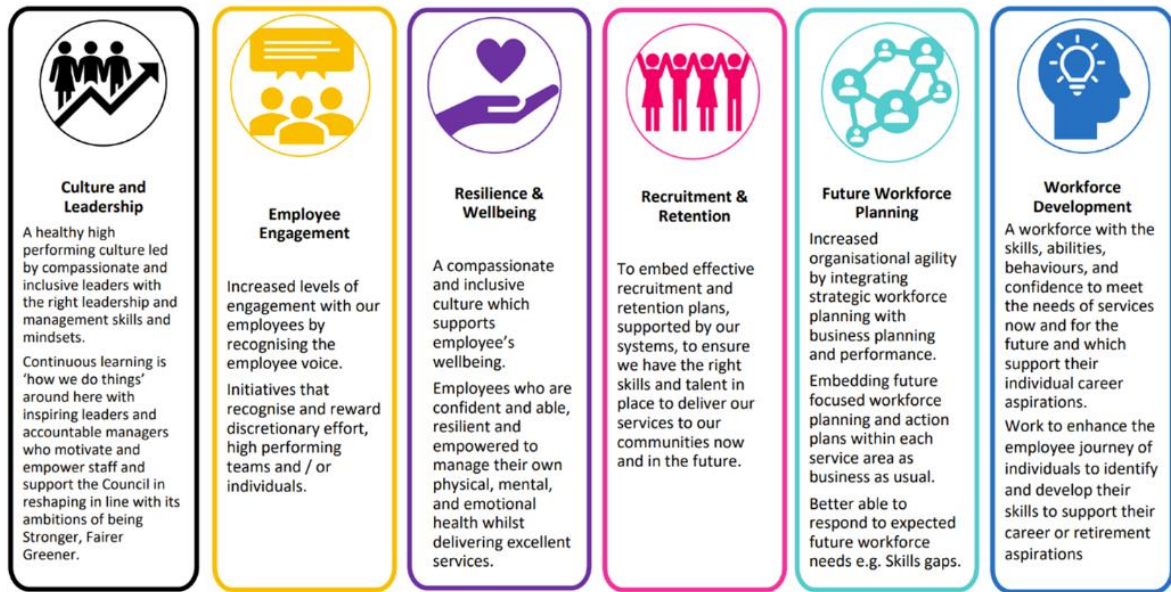 Culture and
Leadership
A healthy high
performing culture led
by compassionate and
inclusive leaders with
the right leadership and
management skills and
mindsets.
Continuous learning is
‘how we do things’
around here with
inspiring leaders and
accountable managers
who motivate and
empower staff and
support the Council in
reshaping in line with its
ambitions of being
Stronger, Fairer
Greener.
Employee
Engagement
Increased levels of
engagement with our
employees by
recognising the
employee voice.
Initiatives that
recognise and reward
discretionary effort,
high performing
teams and / or
individuals.
Resilience &
Wellbeing
A compassionate
and inclusive
culture which
supports
employee’s
wellbeing.
Employees who are
confident and able,
resilient and
empowered to
manage their own
physical, mental,
and emotional
health whilst
delivering excellent
services.
Recruitment &
Retention
To embed effective
recruitment and
retention plans,
supported by our
systems, to ensure
we have the right
skills and talent in
place to deliver our
services to our
communities now
and in the future.
Future Workforce
Planning
Increased
organisational agility
by integrating
strategic workforce
planning with
business planning
and performance.
Embedding future
focused workforce
planning and action
plans within each
service area as
business as usual.
Better able to
respond to expected
future workforce
needs e.g. Skills gaps.
Workforce
Development
A workforce with the
skills, abilities,
behaviours, and
confidence to meet
the needs of services
now and for the
future and which
support their
individual career
aspirations.
Work to enhance the
employee journey of
individuals to identify
and develop their
skills to support their
career or retirement
aspirations